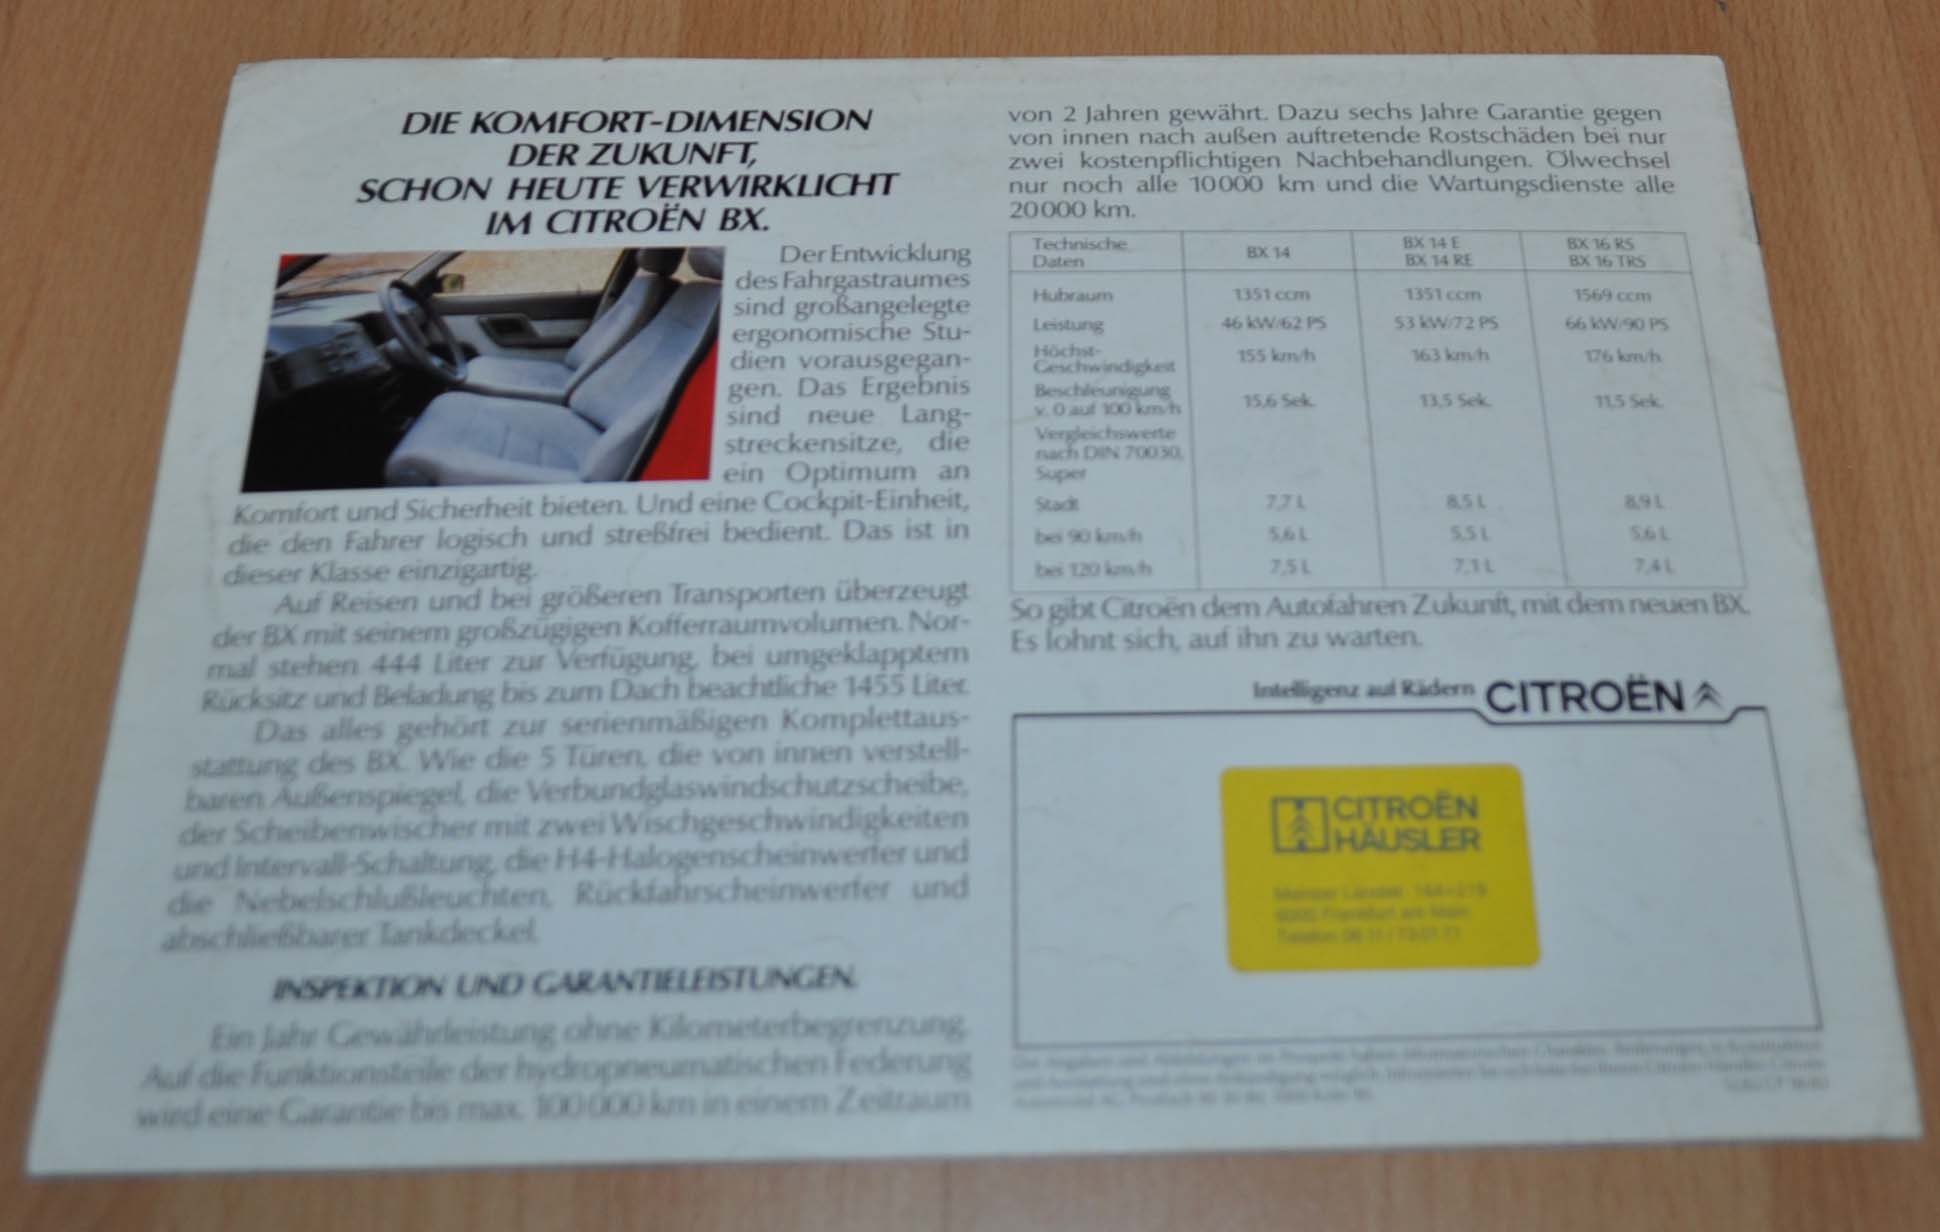 DIE KOMFORT-DIMENSION
DER ZUKUNFT,
SCHON HEUTE VERWIRKLICHT
IM CITROËN BX.
Der Entwicklung
des Fahrgastraumes
sind großangelegte
ergonomische Stu-
dien vorausgegan-
gen. Das Ergebnis
sind neue Lang-
streckensitze, die
ein Optimum an
Komfort und Sicherheit bieten. Und eine Cockpit-Einheit,
die den Fahrer logisch und streßfrei bedient. Das ist in
dieser Klasse einzigartig.
Auf Reisen und bei größeren Transporten überzeugt
der BX mit seinem großzügigen Kofferraumvolumen. Nor-
mal stehen 444 Liter zur Verfügung, bei umgeklapptem
Rücksitz und Beladung bis zum Dach beachtliche 1455 Liter.
Das alles gehört zur serienmäßigen Komplettaus-
stattung des BX. Wie die 5 Türen, die von innen verstell-
baren Außenspiegel, die Verbundglaswindschutzscheibe,
der Scheibenwischer mit zwei Wischgeschwindigkeiten
und Intervall-Schaltung, die H4-Halogenscheinwerfer und
die Nebelschlußleuchten, Rückfahrscheinwerfer und
abschließbarer Tankdeckel.
INSPEKTION UND GARANTIELEISTUNGEN.
Ein Jahr Gewährleistung ohne Kilometerbegrenzung.
Auf die Funktionsteile der hydropneumatischen Federung
wird eine Garantie bis max. 100 000 km in einem Zeitraum
von 2 Jahren gewährt. Dazu sechs Jahre Garantie gegen
von innen nach außen auftretende Rostschäden bei nur
zwei kostenpflichtigen Nachbehandlungen. Ölwechsel
nur noch alle 10 000 km und die Wartungsdienste alle
20 000 km.
Technische Daten BX 14 BX 14 E BX 14 RE BX 16 RS BX 16 TRS
Hubraum 1351 ccm 1351 ccm 1569 ccm
Leistung 46 kW/62 PS 53 kW/72 PS 66 kW/90 PS
Höchst-
Geschwindigkeit 155 km/h 163 km/h 176 km/h
Beschleunigung
v. 0 auf 100 km/h 15,6 Sek. 13,5 Sek. 11,5 Sek.
Vergleichswerte
nach DIN 70030,
Super
Stadt 7,7 L 8,5 L 8,9 L
bei 90 km/h 5,6 L 5,5 L 5,6 L
bei 120 km/h 7,5 L 7,1 L 7,4 L
So gibt Citroën dem Autofahren Zukunft, mit dem neuen BX.
Es lohnt sich, auf ihn zu warten.
Intelligenz auf Rädern CITROËN
CITROËN
HÄUSLER
6000 Frankfurt am Main
Telefon 06 11 /